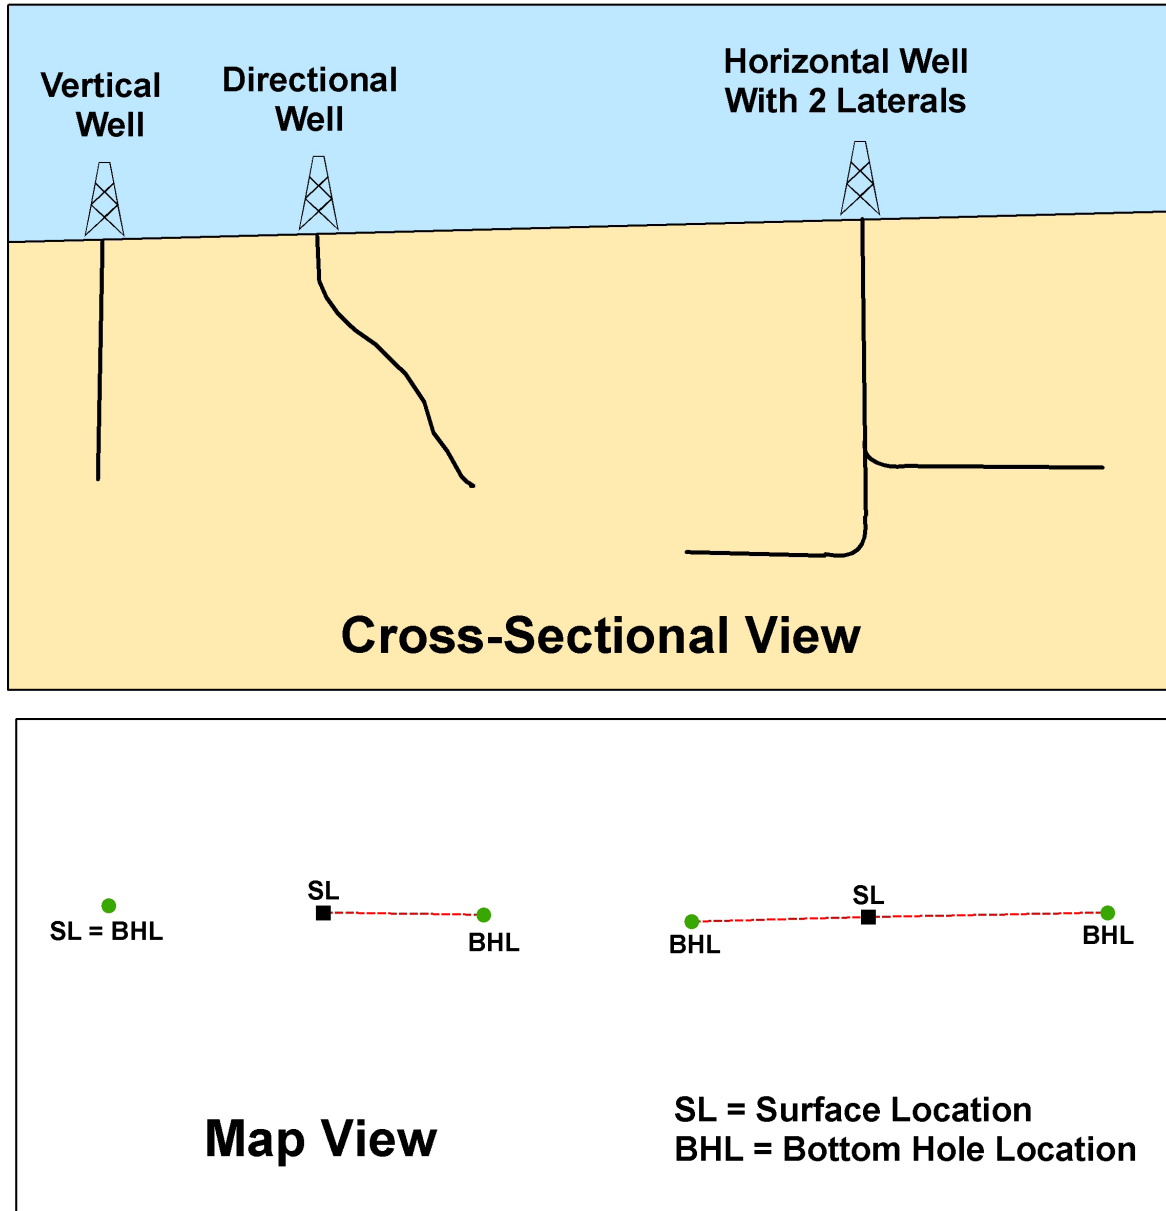 Vertical
Well
Directional
Well
Horizontal Well
With 2 Laterals
Cross-Sectional View
SL = BHL
SL
BHL
BHL
SL
BHL
Map View
SL = Surface Location
BHL = Bottom Hole Location